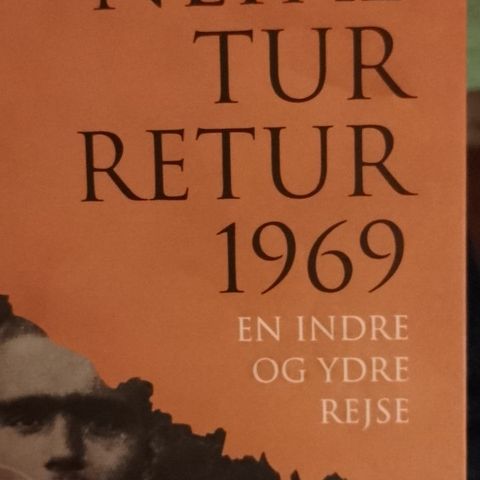 TUR
RETUR
1969
EN INDRE
OG YDRE
REJSE